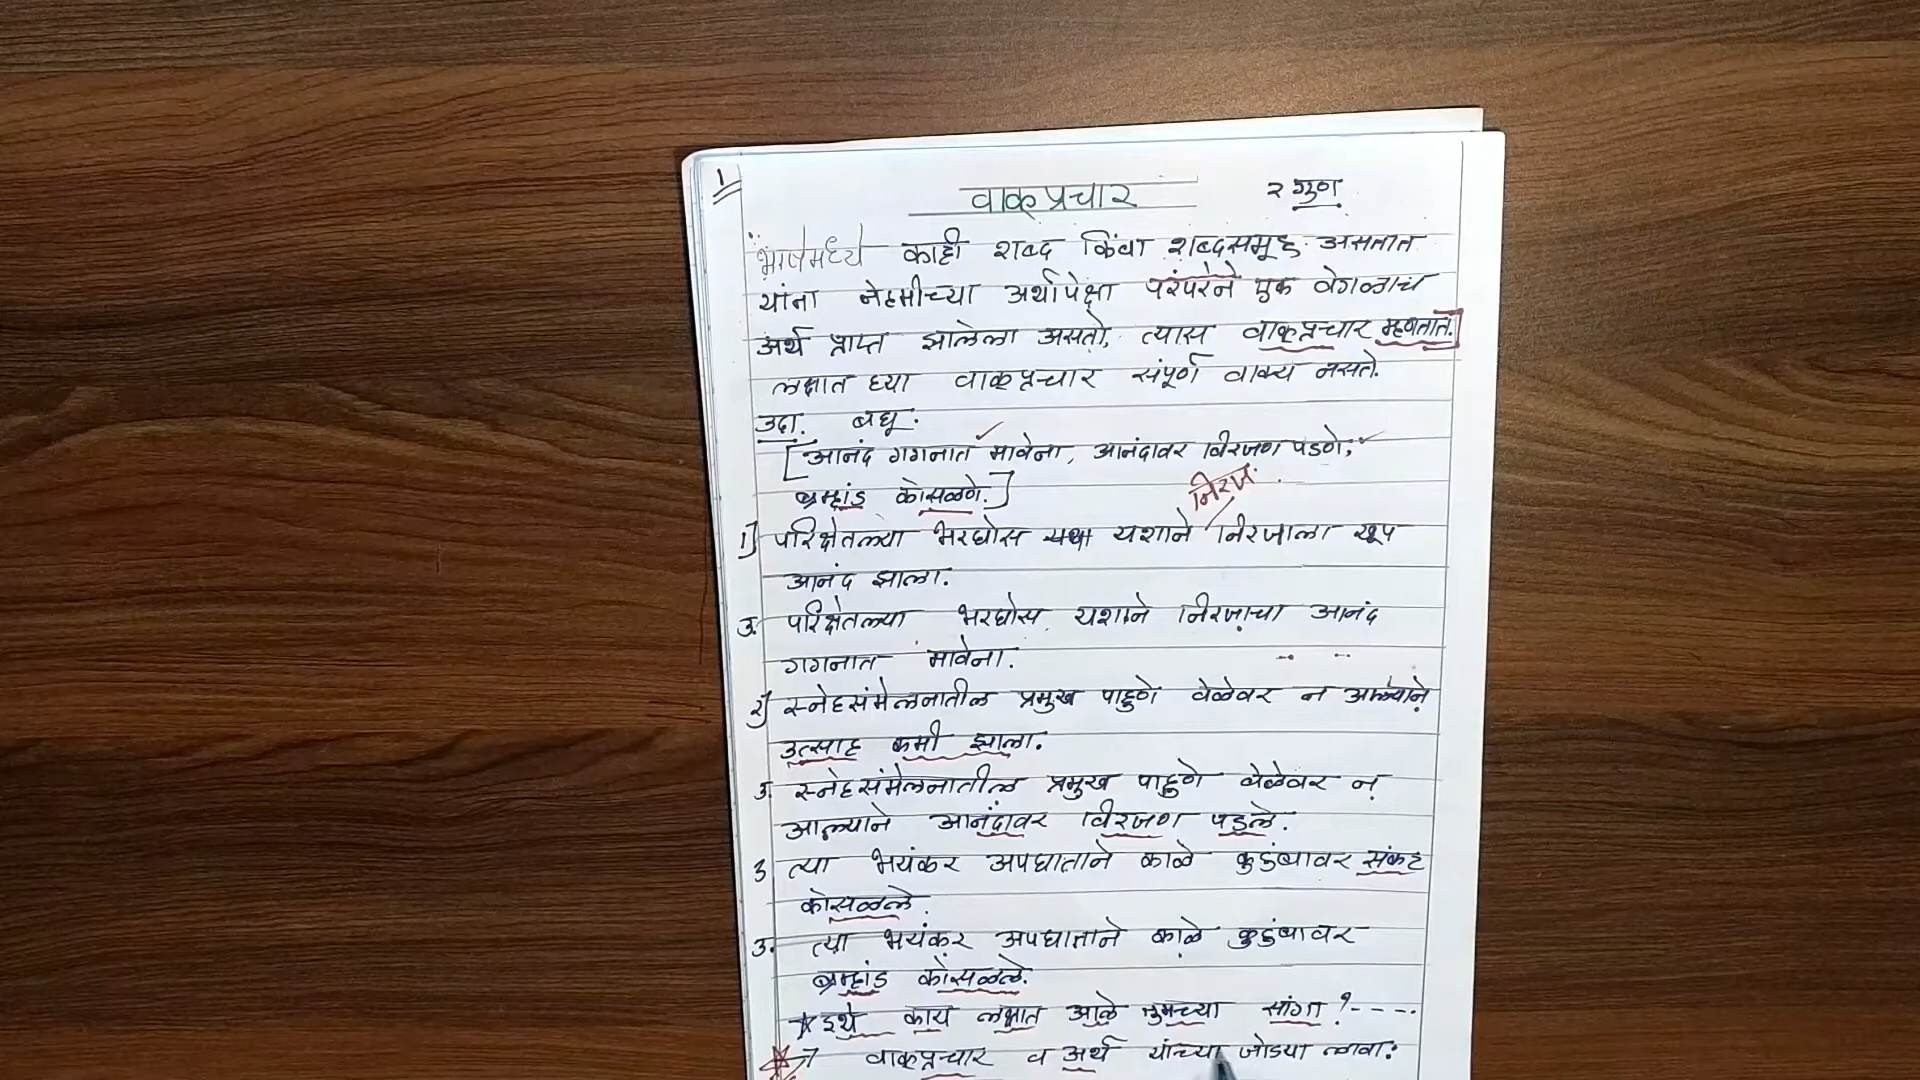 १
वाक्प्रचार
२ गुण
भाषेमध्ये काही शब्द किंवा शब्दसमूह असतात
यांना नेहमीच्या अर्थापेक्षा परंपरेने एक वेगळाच
अर्थ प्राप्त झालेला असतो, त्यास वाक्प्रचार म्हणतात.
लक्षात घ्या वाक्प्रचार संपूर्ण वाक्य नसते.
उदा. बघू.
[आनंद गगनात मावेना, आनंदावर विरजण पडणे,
ब्रम्हांड कोसळणे.]
निरज
1) परिक्षेतल्या भरघोस यशाने निरजाला खूप
आनंद झाला.
उ. परिक्षेतल्या भरघोस यशाने निरजाचा आनंद
गगनात मावेना.
२) स्नेहसंमेलनातील प्रमुख पाहुणे वेळेवर न आल्याने
उत्साह कमी झाला.
उ. स्नेहसंमेलनातील प्रमुख पाहुणे वेळेवर न
आल्याने आनंदावर विरजण पडले.
3 त्या भयंकर अपघाताने काळे कुटुंबावर संकट
कोसळले.
उ. त्या भयंकर अपघाताने काळे कुटुंबावर
ब्रम्हांड कोसळले.
★ इथे काय लक्षात आले तुमच्या सांगा ?----.
→ वाक्प्रचार व अर्थ यांच्या जोड्या लावा: